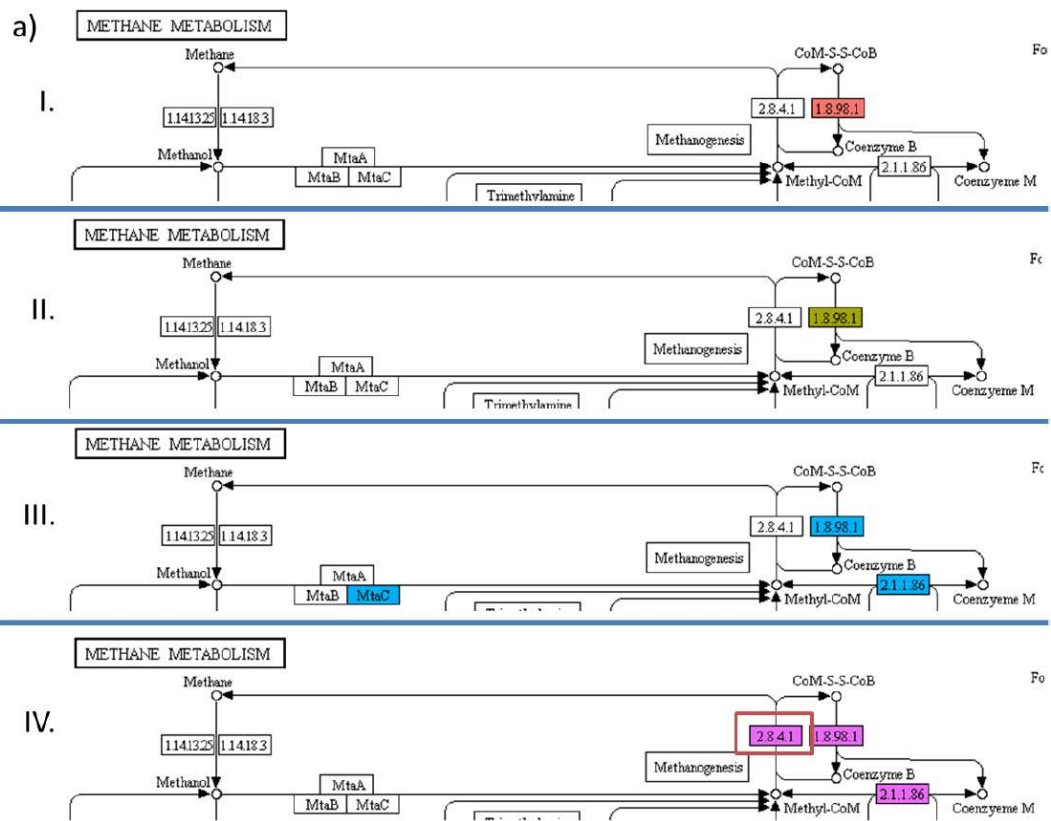 a)
METHANE METABOLISM
Methane
CoM-S-S-CoB
Fo
I.
1.14.13.25 1.14.18.3
2.8.4.1 1.8.98.1
Methanogenesis
Methanol
MtaA
Coenzyme B
MtaB MtaC
Methyl-CoM
2.1.1.86
Coenzyeme M
Trimethylamine
METHANE METABOLISM
Methane
CoM-S-S-CoB
Fc
II.
1.14.13.25 1.14.18.3
2.8.4.1 1.8.98.1
Methanogenesis
Methanol
MtaA
Coenzyme B
MtaB MtaC
Methyl-CoM
2.1.1.86
Coenzyeme M
Trimethylamine
METHANE METABOLISM
Methane
CoM-S-S-CoB
Fc
III.
1.14.13.25 1.14.18.3
2.8.4.1 1.8.98.1
Methanogenesis
Methanol
MtaA
Coenzyme B
MtaB MtaC
Methyl-CoM
2.1.1.86
Coenzyeme M
METHANE METABOLISM
Methane
CoM-S-S-CoB
Fo
IV.
1.14.13.25 1.14.18.3
2.8.4.1 1.8.98.1
Methanogenesis
Methanol
MtaA
Coenzyme B
MtaB MtaC
Methyl-CoM
2.1.1.86
Coenzyeme M